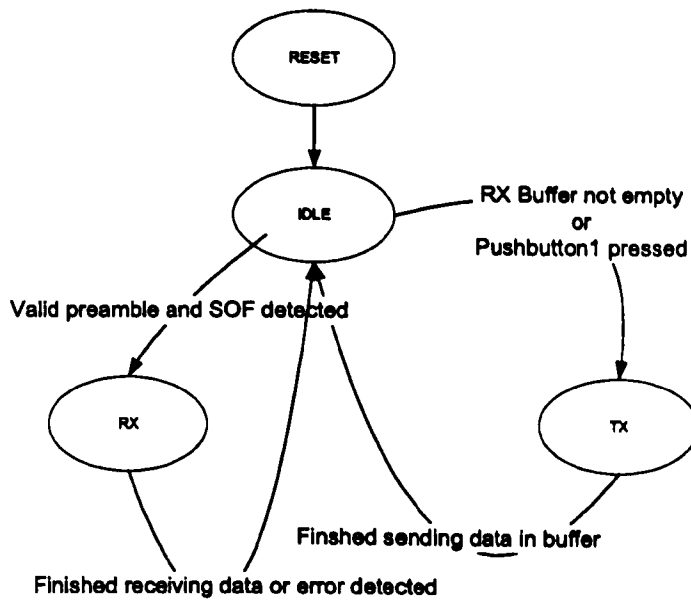 RESET
IDLE
RX Buffer not empty
or
Pushbutton1 pressed
Valid preamble and SOF detected
RX
TX
Finshed sending data in buffer
Finished receiving data or error detected